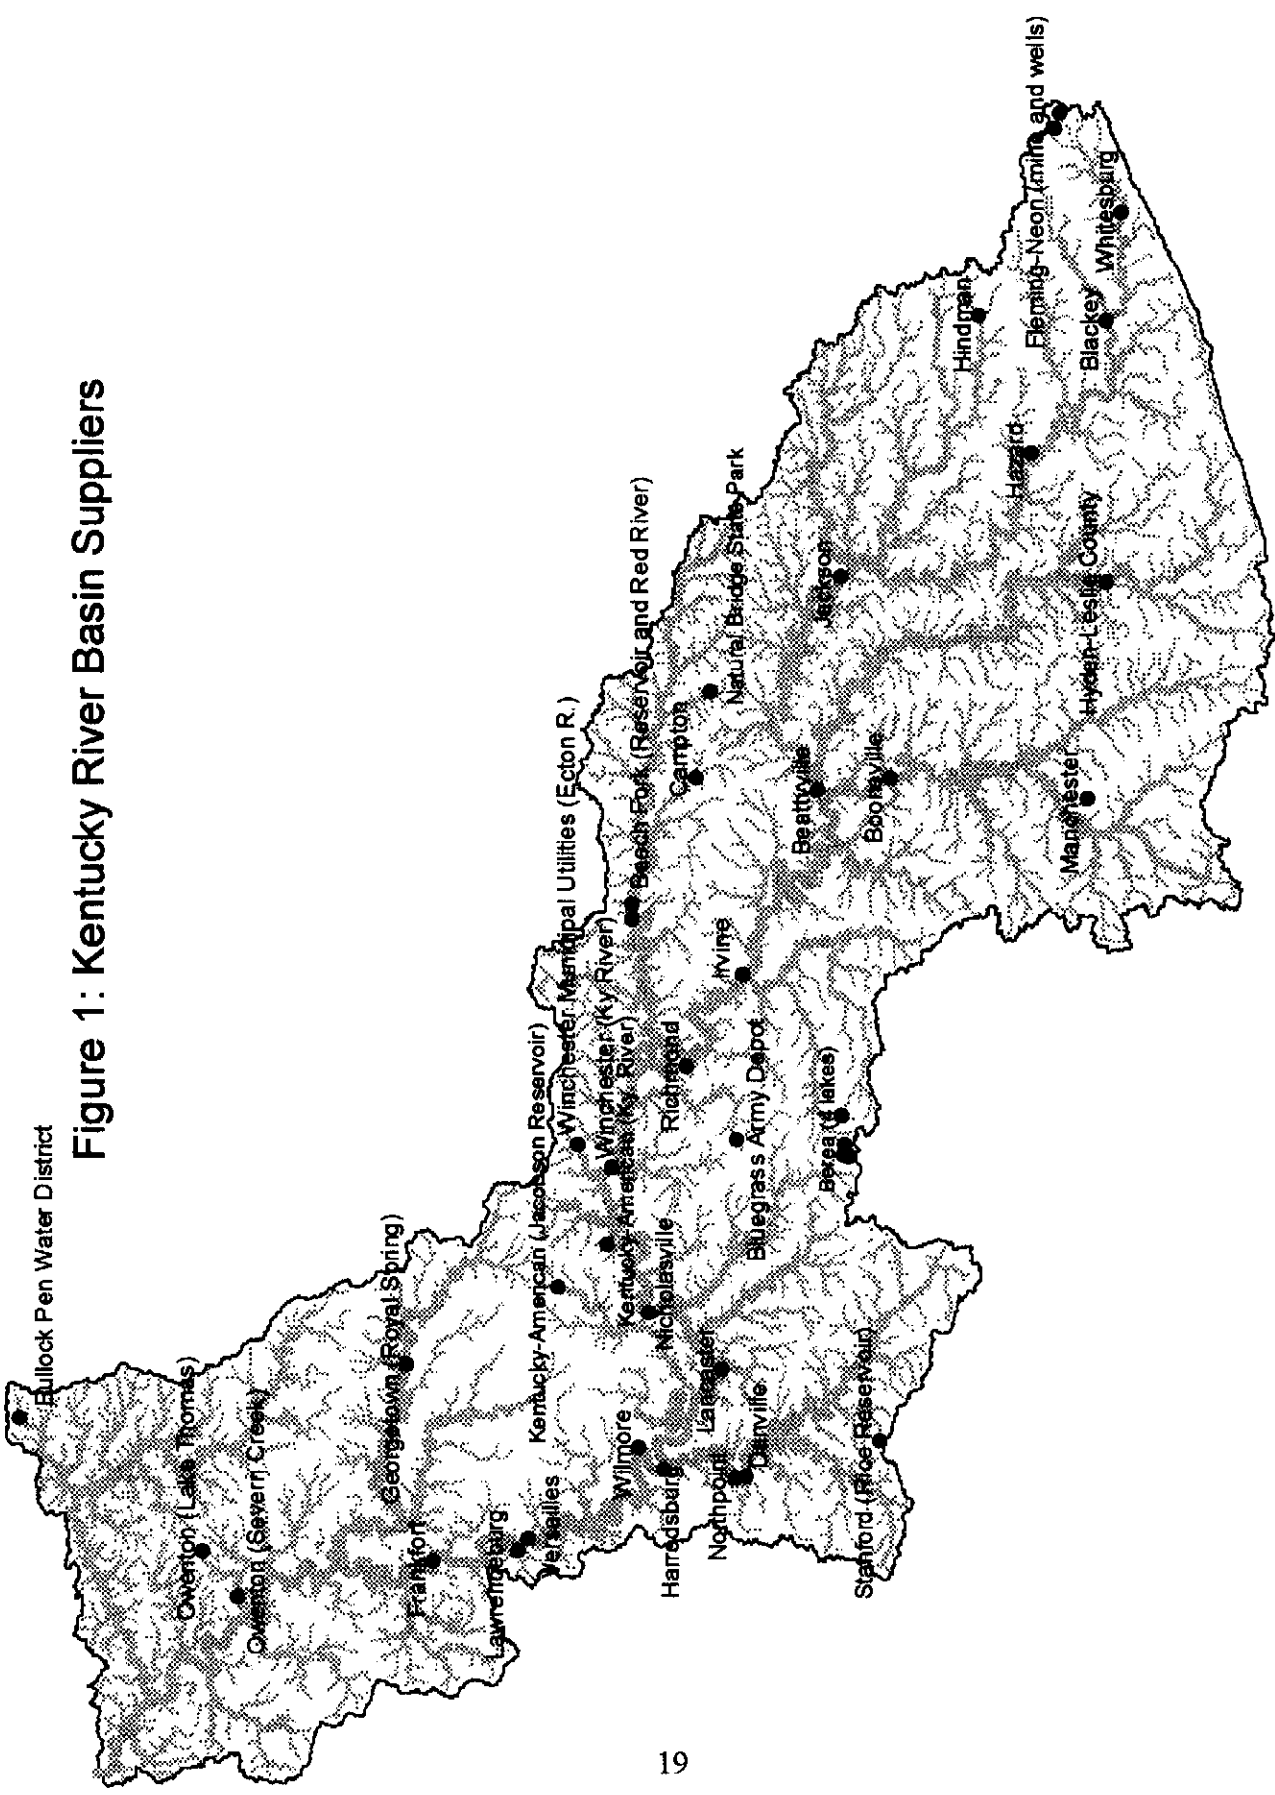 Figure 1: Kentucky River Basin Suppliers
Bullock Pen Water District
Owenton (Lake Thomas)
Owenton (Severn Creek)
Georgetown (Royal Spring)
Frankfort
Lawrenceburg
Versailles
Kentucky-American (Jacobson Reservoir)
Winchester Municipal Utilities (Ecton R.)
Winchester (Ky River)
Kentucky-American (Ky. River)
Beech Fork (Reservoir and Red River)
Wilmore
Nicholasville
Harrodsburg
Richmond
Campton
Lancaster
Northpoint
Danville
Irvine
Natural Bridge State Park
Bluegrass Army Depot
Beattyville
Jackson
Berea (4 lakes)
Stanford (Rice Reservoir)
Booneville
Hindman
Hazard
Fleming-Neon (mine and wells)
Manchester
Hyden-Leslie County
Blackey
Whitesburg
19